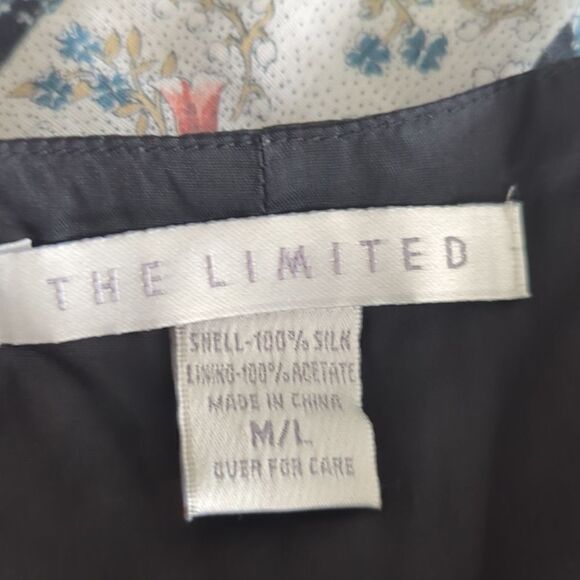 THE LIMITED
SHELL-100% SILK
LINING-100% ACETATE
MADE IN CHINA
M/L
OVER FOR CARE